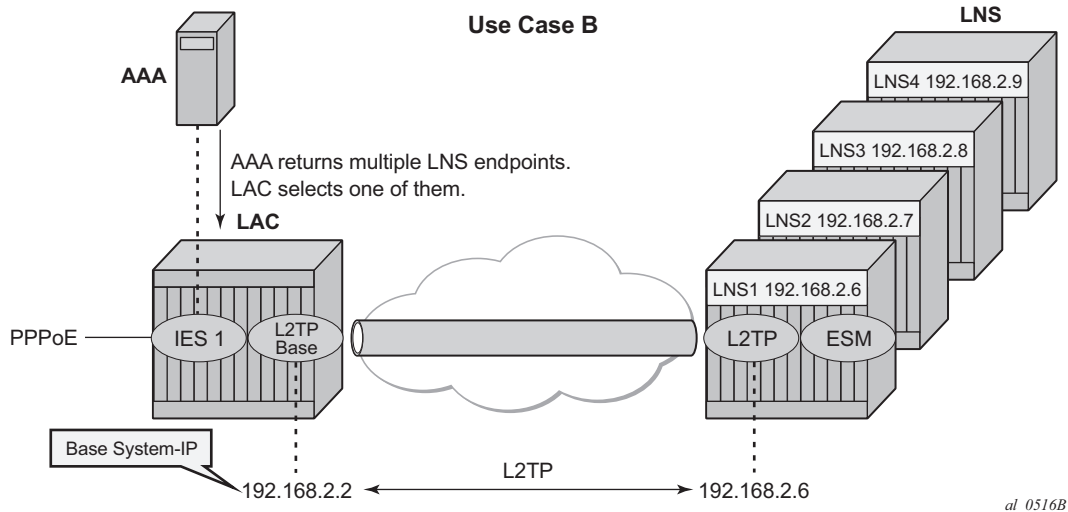 Use Case B
LNS
AAA
LNS4 192.168.2.9
LNS3 192.168.2.8
AAA returns multiple LNS endpoints.
LAC selects one of them.
LAC
LNS2 192.168.2.7
LNS1 192.168.2.6
PPPoE
IES 1
L2TP
Base
L2TP
ESM
Base System-IP
L2TP
192.168.2.2
192.168.2.6
al_0516B